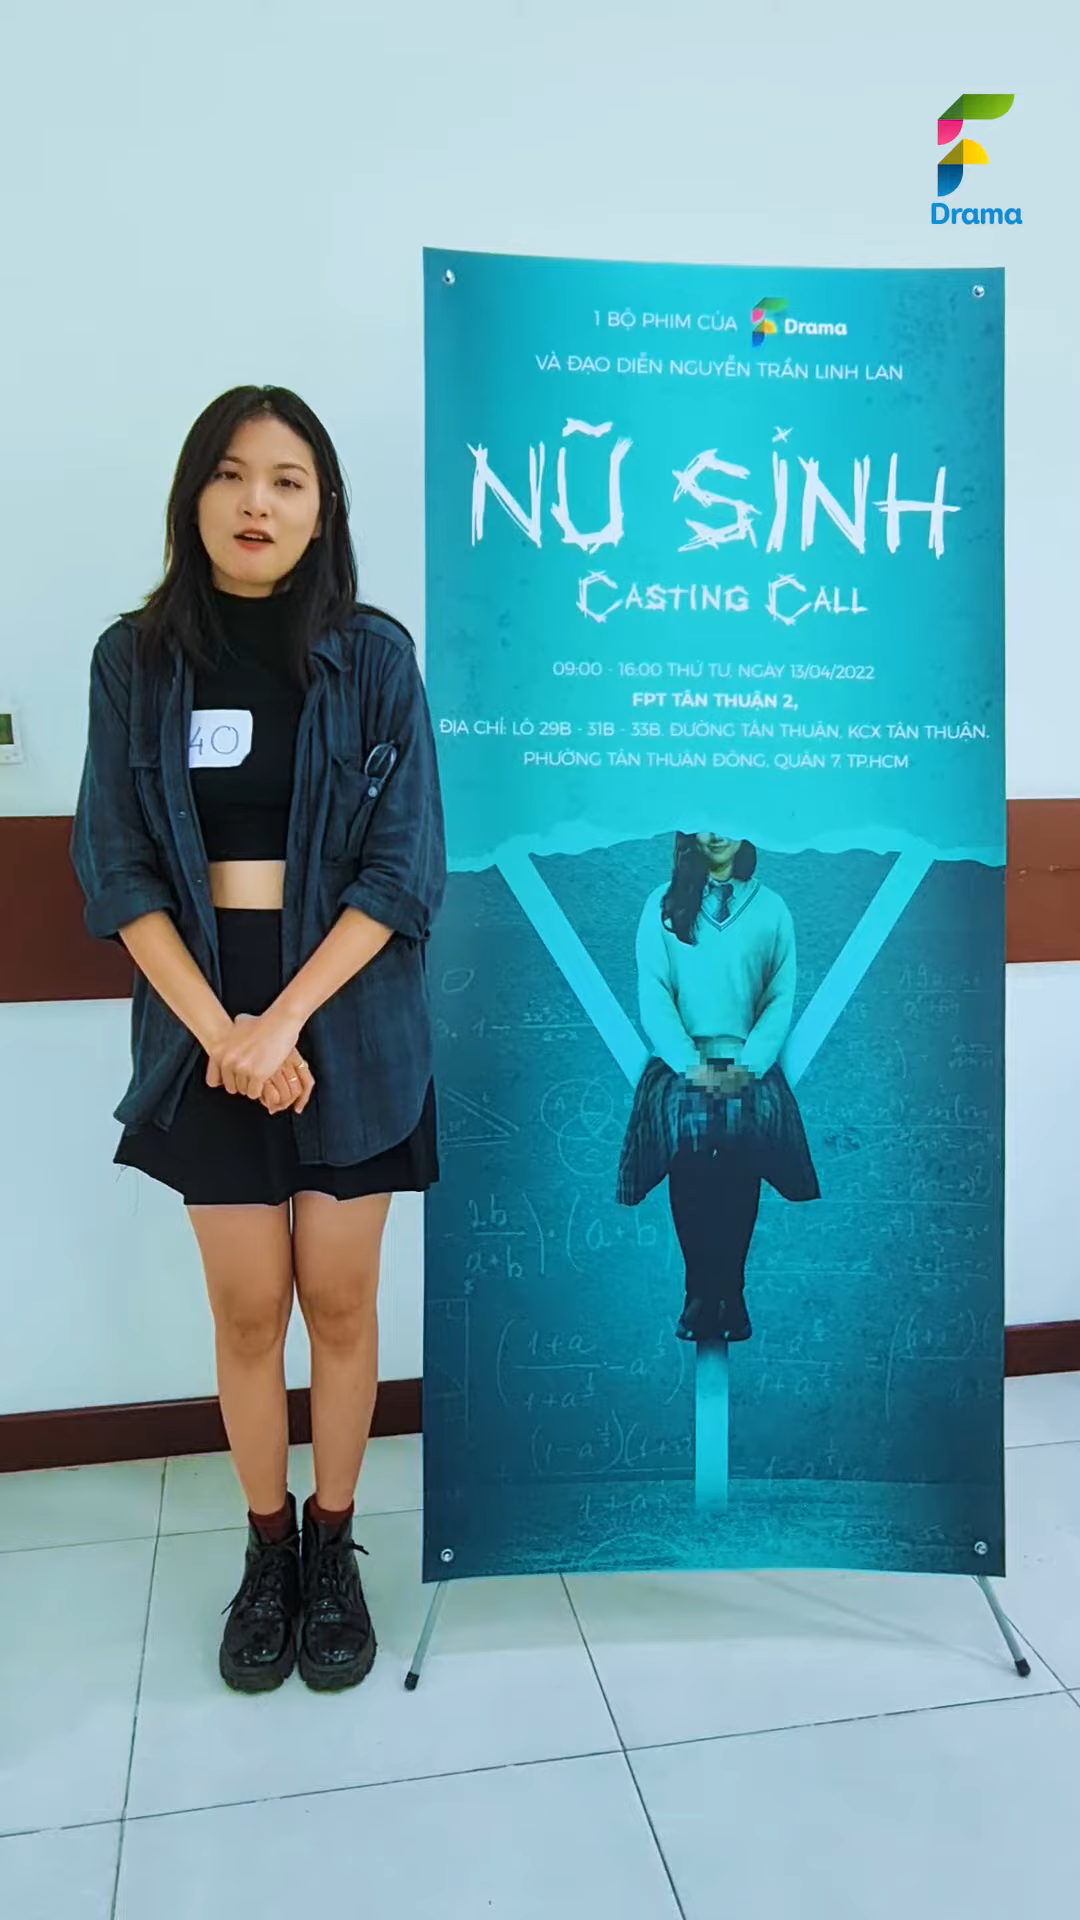 Drama
1 BỘ PHIM CỦA Drama
VÀ ĐẠO DIỄN NGUYỄN TRẦN LINH LAN
NỮ SINH
CASTING CALL
09:00 - 16:00 THỨ TƯ, NGÀY 13/04/2022
FPT TÂN THUẬN 2,
ĐỊA CHỈ: LÔ 29B - 31B - 33B, ĐƯỜNG TÂN THUẬN, KCX TÂN THUẬN,
PHƯỜNG TÂN THUẬN ĐÔNG, QUẬN 7, TP.HCM
40
2b
a+b
(a+b
1+a